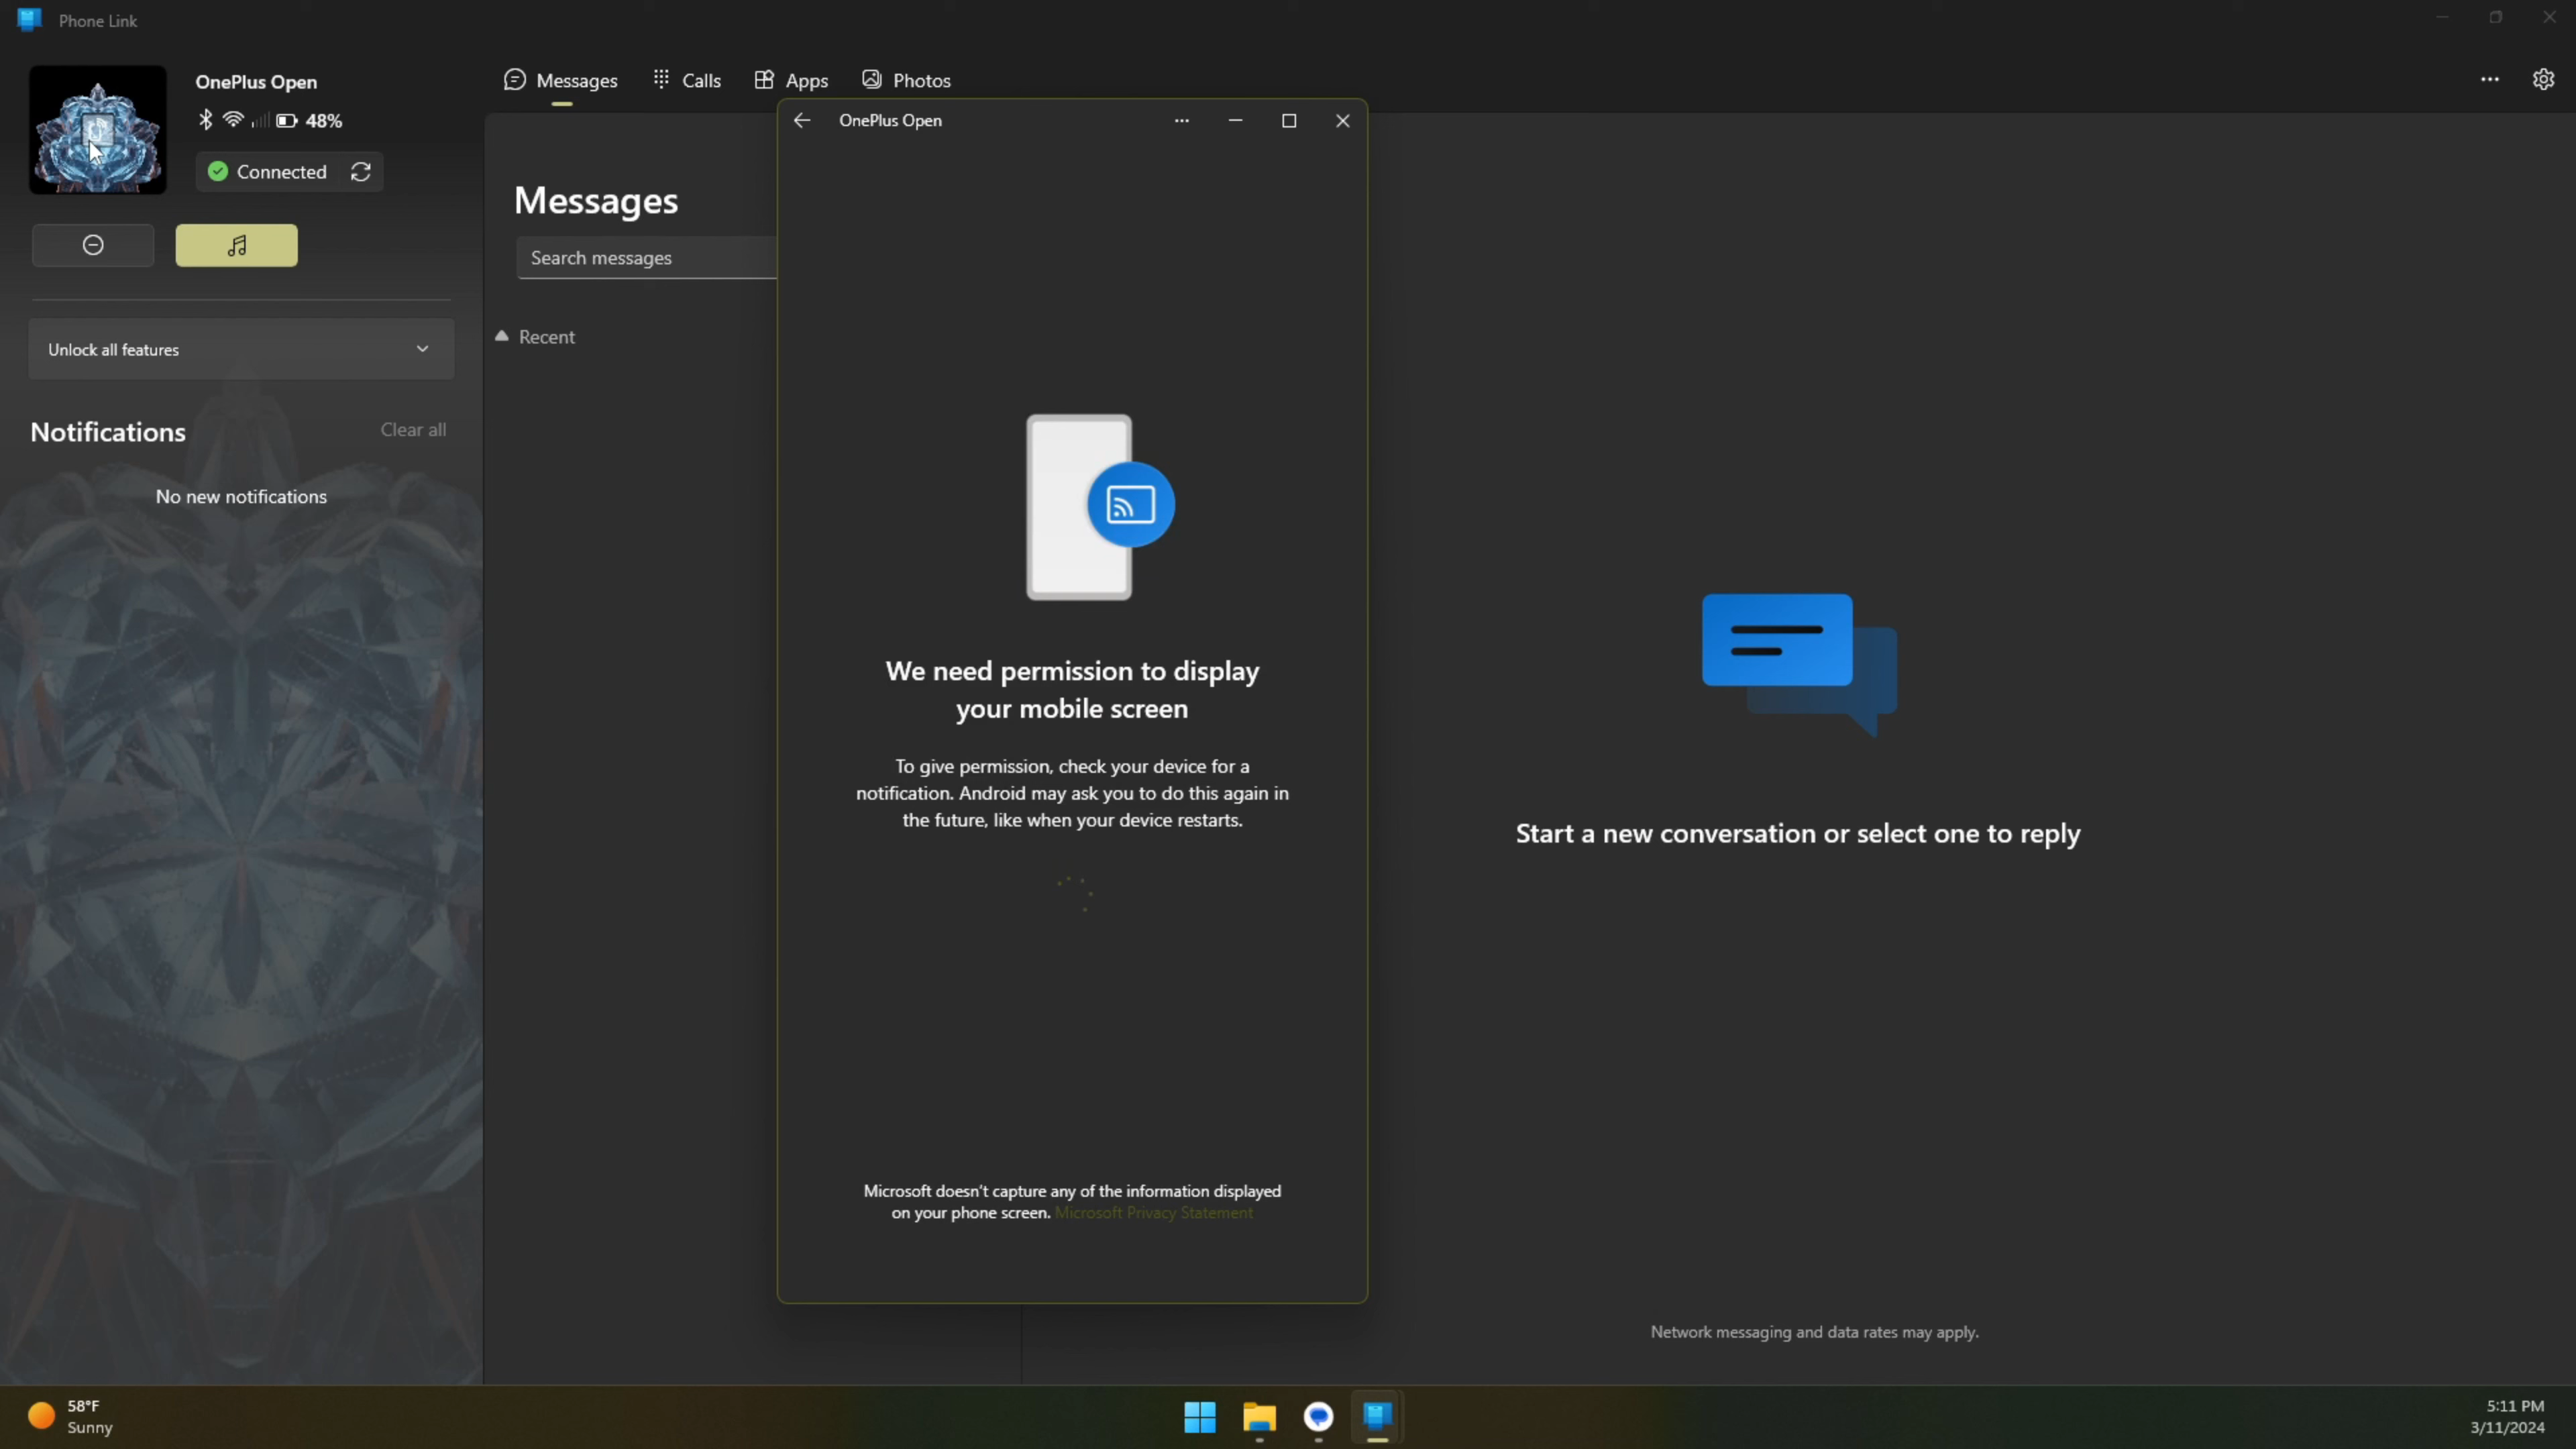 Phone Link
OnePlus Open
48%
Connected
Unlock all features
Notifications
Clear all
No new notifications
Messages
Calls
Apps
Photos
Messages
Search messages
Recent
OnePlus Open
We need permission to display
your mobile screen
To give permission, check your device for a
notification. Android may ask you to do this again in
the future, like when your device restarts.
Microsoft doesn't capture any of the information displayed
on your phone screen. Microsoft Privacy Statement
Start a new conversation or select one to reply
Network messaging and data rates may apply.
58°F
Sunny
5:11 PM
3/11/2024